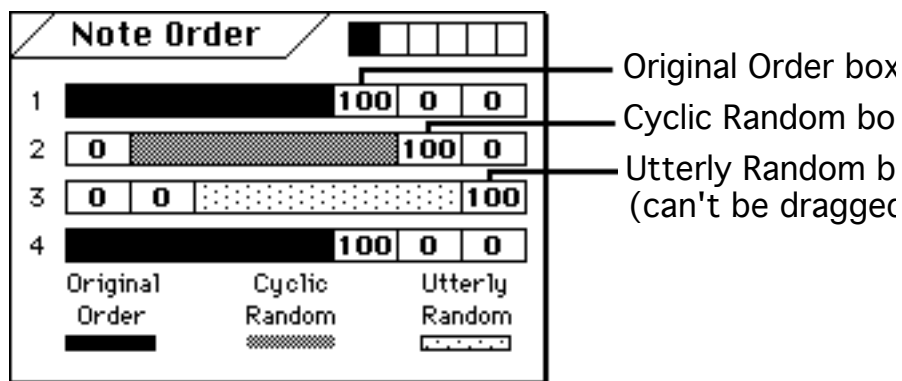 Note Order
1 100 0 0
2 0 100 0
3 0 0 100
4 100 0 0
Original Order
Cyclic Random
Utterly Random
Original Order box
Cyclic Random bo
Utterly Random b
(can't be dragged